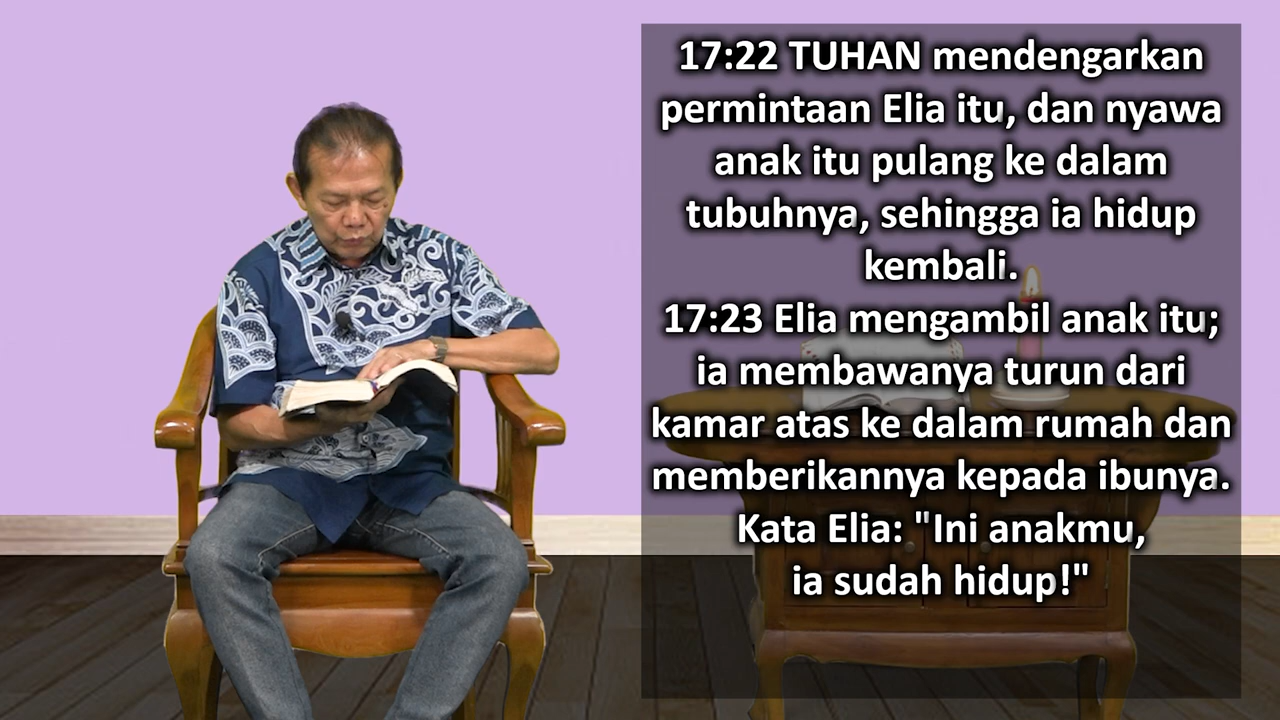 17:22 TUHAN mendengarkan
permintaan Elia itu, dan nyawa
anak itu pulang ke dalam
tubuhnya, sehingga ia hidup
kembali.
17:23 Elia mengambil anak itu;
ia membawanya turun dari
kamar atas ke dalam rumah dan
memberikannya kepada ibunya.
Kata Elia: "Ini anakmu,
ia sudah hidup!"